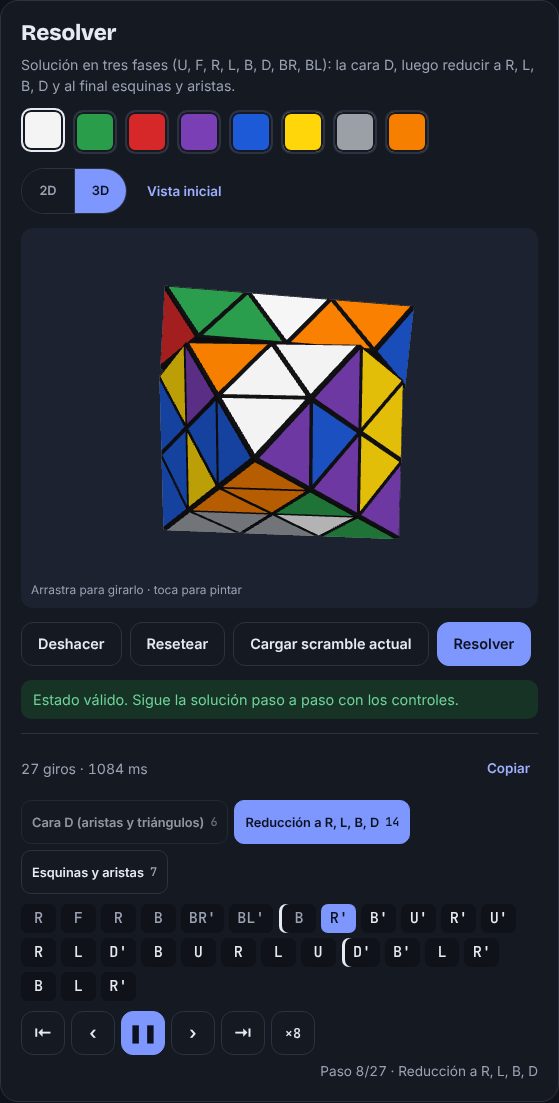 Resolver
Solución en tres fases (U, F, R, L, B, D, BR, BL): la cara D, luego reducir a R, L,
B, D y al final esquinas y aristas.
2D 3D Vista inicial
Arrastra para girarlo · toca para pintar
Deshacer Resetear Cargar scramble actual Resolver
Estado válido. Sigue la solución paso a paso con los controles.
27 giros · 1084 ms Copiar
Cara D (aristas y triángulos) 6 Reducción a R, L, B, D 14
Esquinas y aristas 7
R F R B BR' BL' B R' B' U' R' U'
R L D' B U R L U D' B' L R'
B L R'
×8
Paso 8/27 · Reducción a R, L, B, D